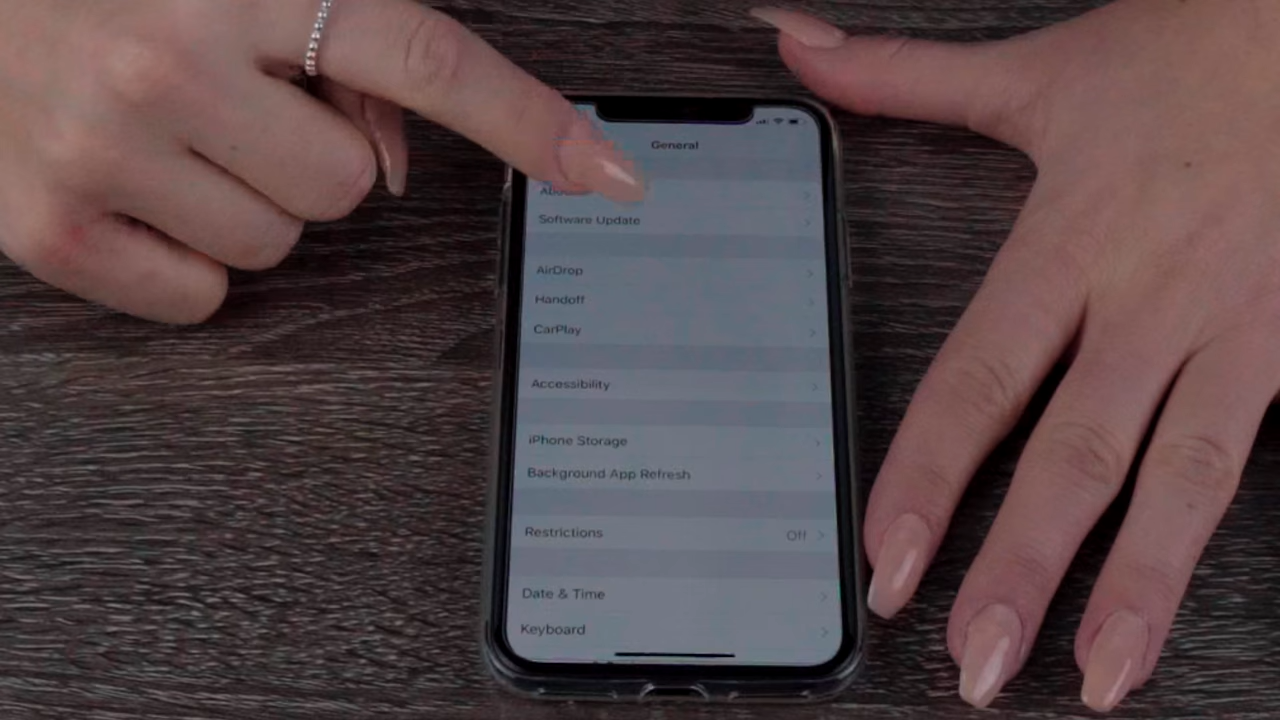 General
Software Update
AirDrop
Handoff
CarPlay
Accessibility
iPhone Storage
Background App Refresh
Restrictions Off
Date & Time
Keyboard